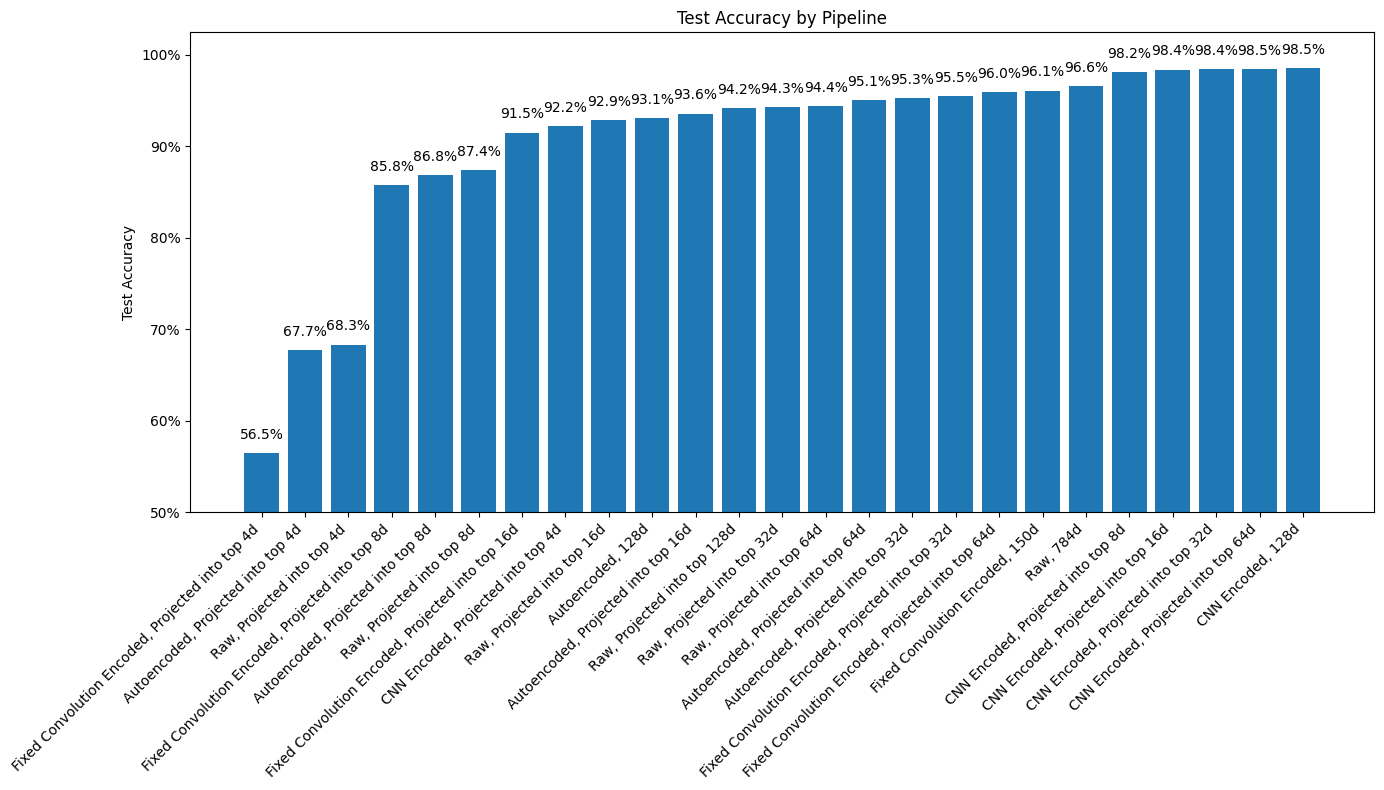 Test Accuracy by Pipeline
Test Accuracy
100%
90%
80%
70%
60%
50%
56.5%
67.7%
68.3%
85.8%
86.8%
87.4%
91.5%
92.2%
92.9%
93.1%
93.6%
94.2%
94.3%
94.4%
95.1%
95.3%
95.5%
96.0%
96.1%
96.6%
98.2%
98.4%
98.4%
98.5%
98.5%
Fixed Convolution Encoded, Projected into top 4d
Autoencoded, Projected into top 4d
Raw, Projected into top 4d
Fixed Convolution Encoded, Projected into top 8d
Autoencoded, Projected into top 8d
Raw, Projected into top 8d
Fixed Convolution Encoded, Projected into top 16d
CNN Encoded, Projected into top 4d
Raw, Projected into top 16d
Autoencoded, 128d
Autoencoded, Projected into top 16d
Raw, Projected into top 128d
Raw, Projected into top 32d
Raw, Projected into top 64d
Autoencoded, Projected into top 64d
Autoencoded, Projected into top 32d
Fixed Convolution Encoded, Projected into top 32d
Fixed Convolution Encoded, Projected into top 64d
Fixed Convolution Encoded, 150d
Raw, 784d
CNN Encoded, Projected into top 8d
CNN Encoded, Projected into top 16d
CNN Encoded, Projected into top 32d
CNN Encoded, Projected into top 64d
CNN Encoded, 128d